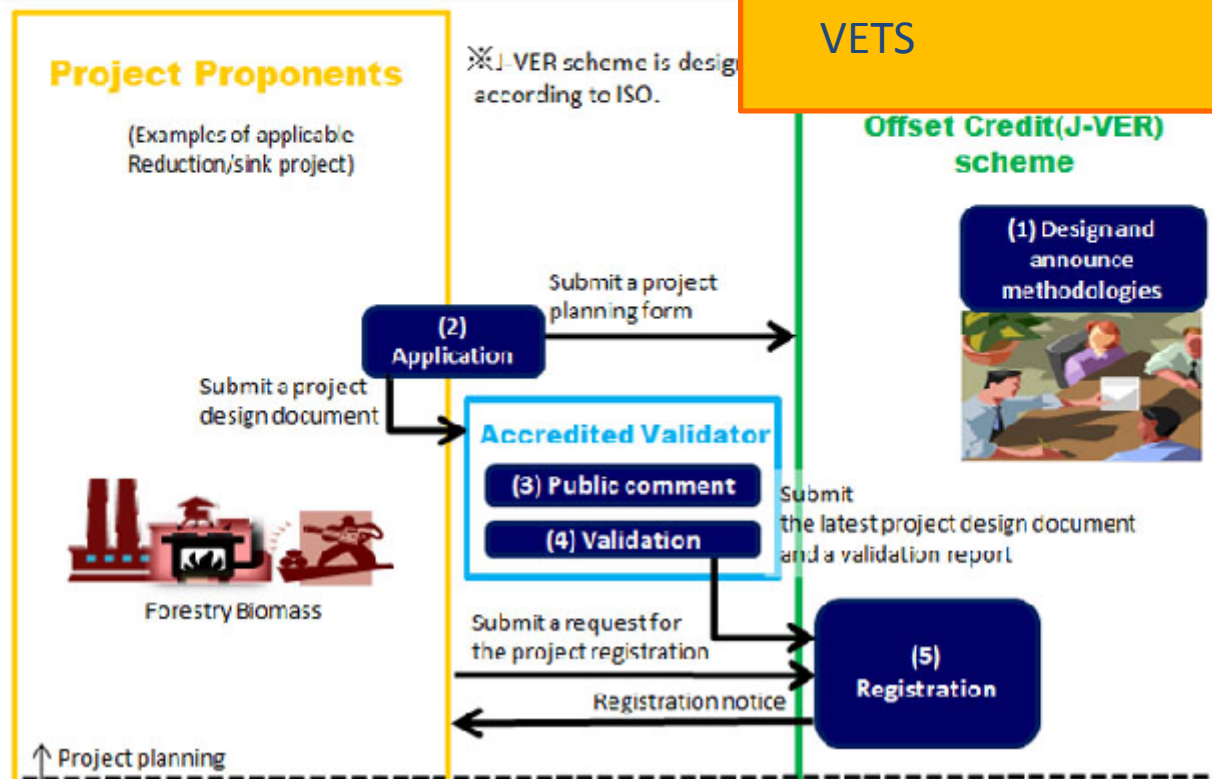 VETS
Project Proponents
(Examples of applicable
Reduction/sink project)
※J-VER scheme is desig
according to ISO.
Offset Credit(J-VER)
scheme
(1) Design and
announce
methodologies
Submit a project
planning form
(2)
Application
Submit a project
design document
Accredited Validator
(3) Public comment
(4) Validation
Submit
the latest project design document
and a validation report
Forestry Biomass
Submit a request for
the project registration
(5)
Registration
Registration notice
↑ Project planning